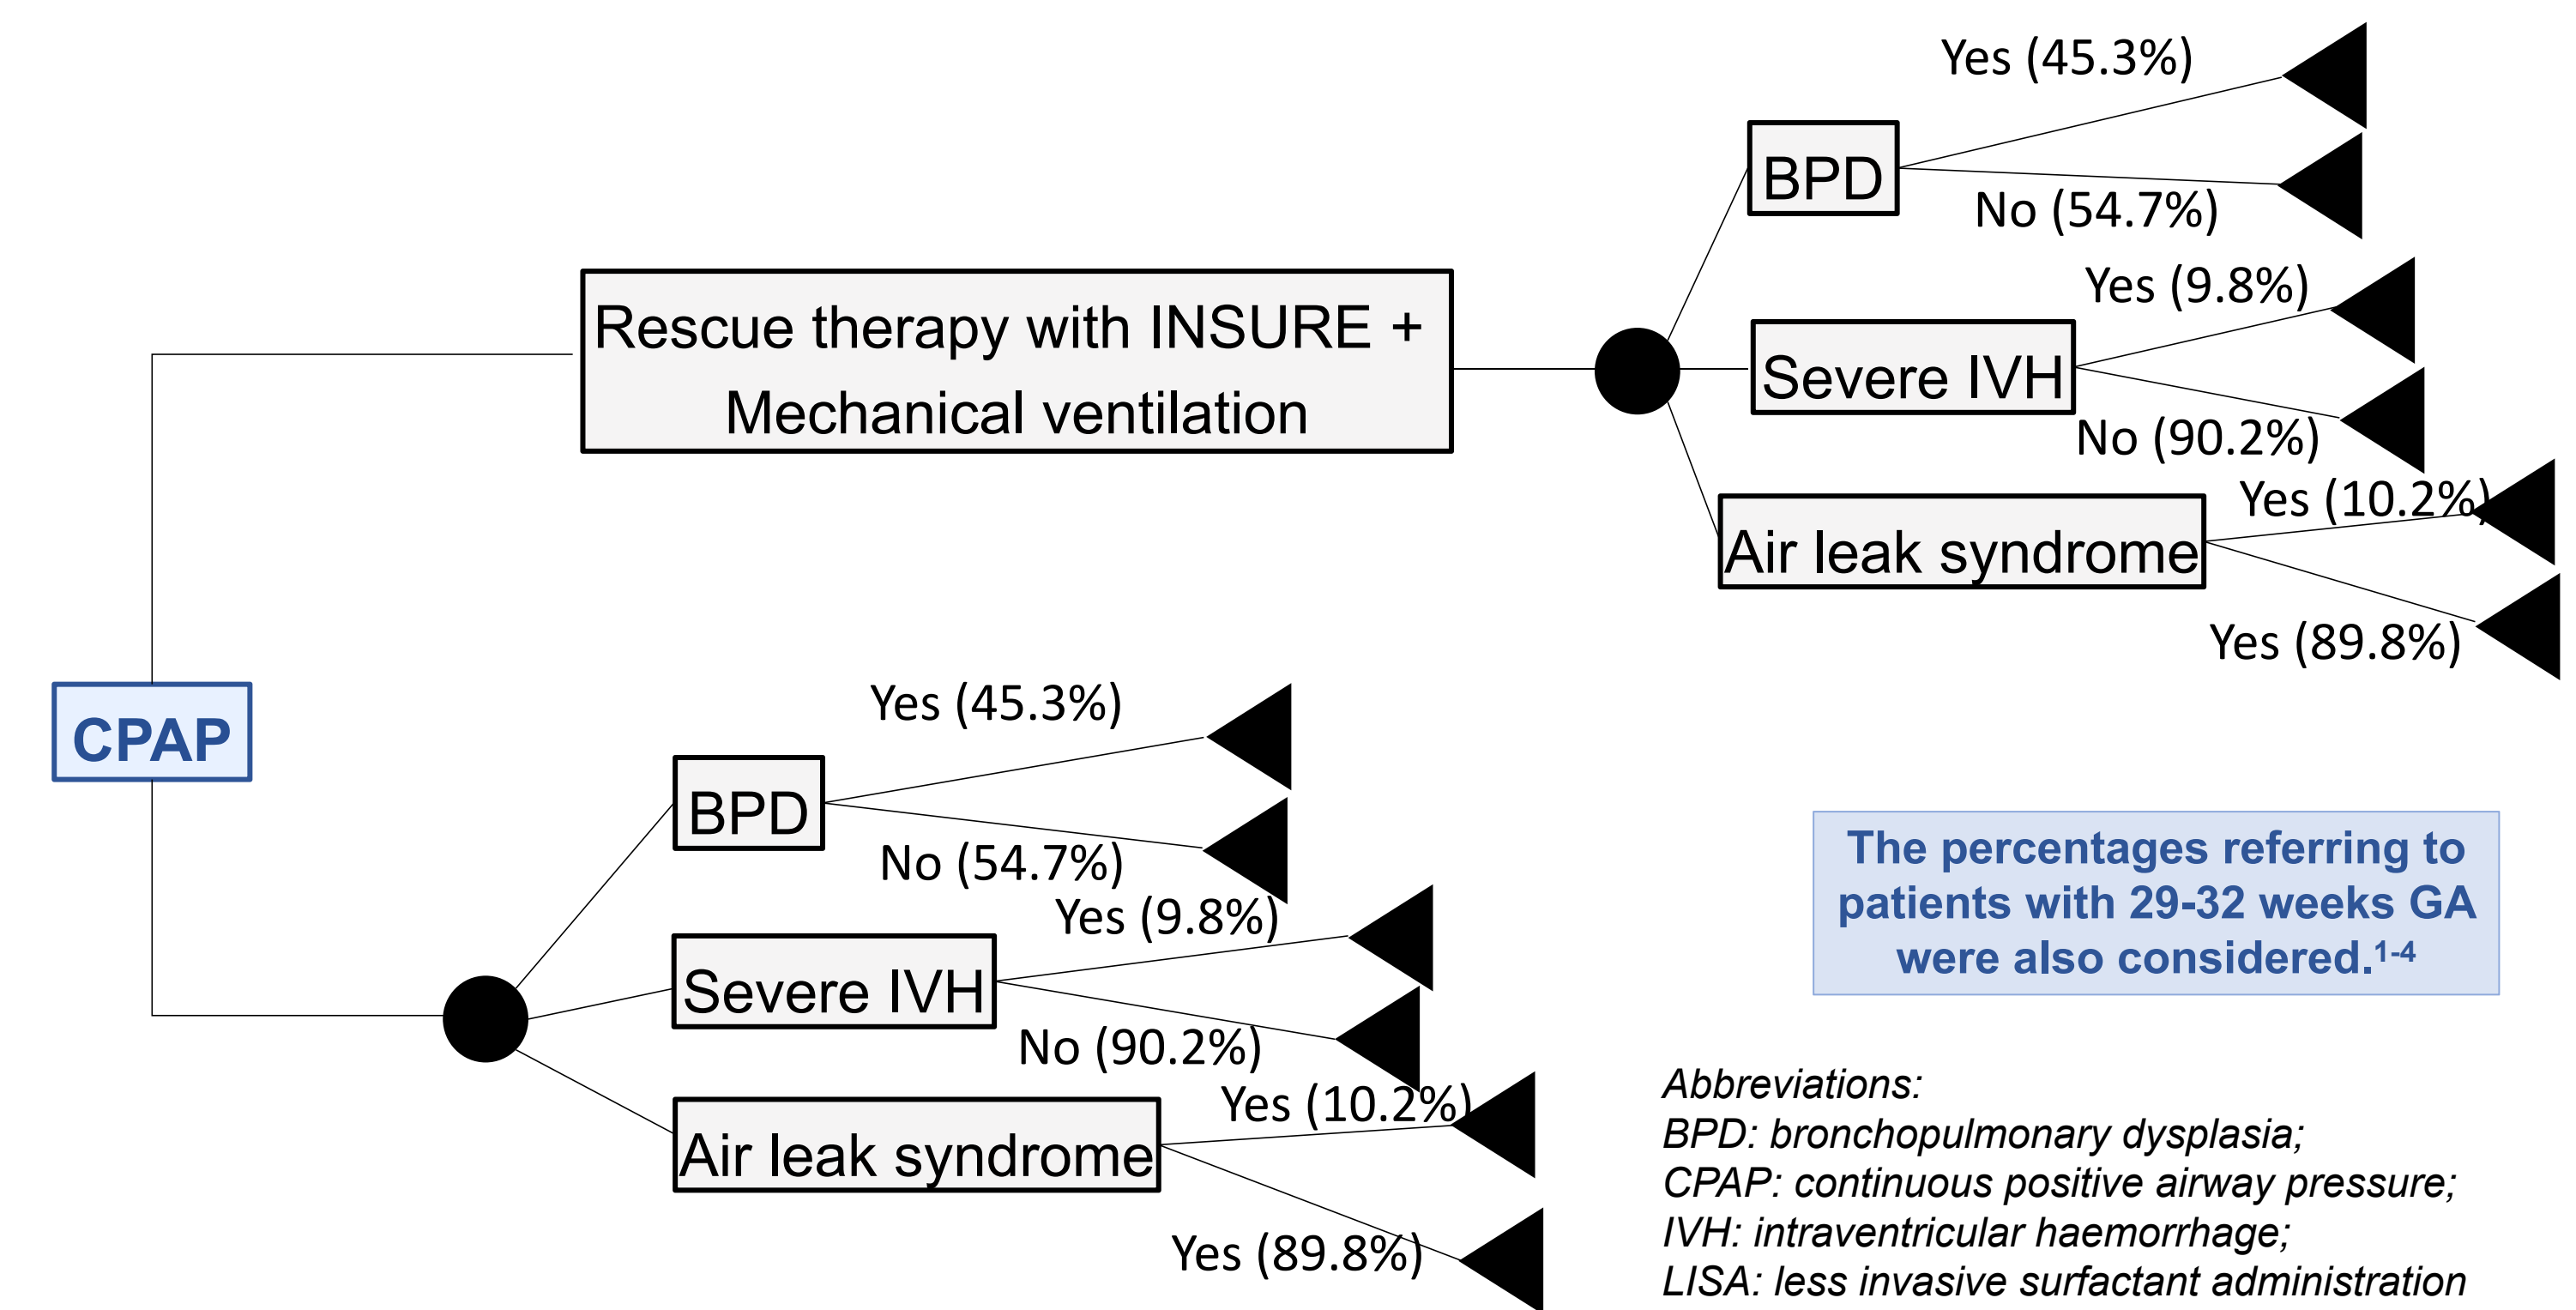 Yes (45.3%)
BPD
No (54.7%)
Yes (9.8%)
Rescue therapy with INSURE +
Mechanical ventilation
Severe IVH
No (90.2%)
Yes (10.2%)
Air leak syndrome
Yes (89.8%)
CPAP
Yes (45.3%)
BPD
No (54.7%)
Yes (9.8%)
Severe IVH
No (90.2%)
Yes (10.2%)
Air leak syndrome
Yes (89.8%)
The percentages referring to
patients with 29-32 weeks GA
were also considered.¹⁻⁴
Abbreviations:
BPD: bronchopulmonary dysplasia;
CPAP: continuous positive airway pressure;
IVH: intraventricular haemorrhage;
LISA: less invasive surfactant administration